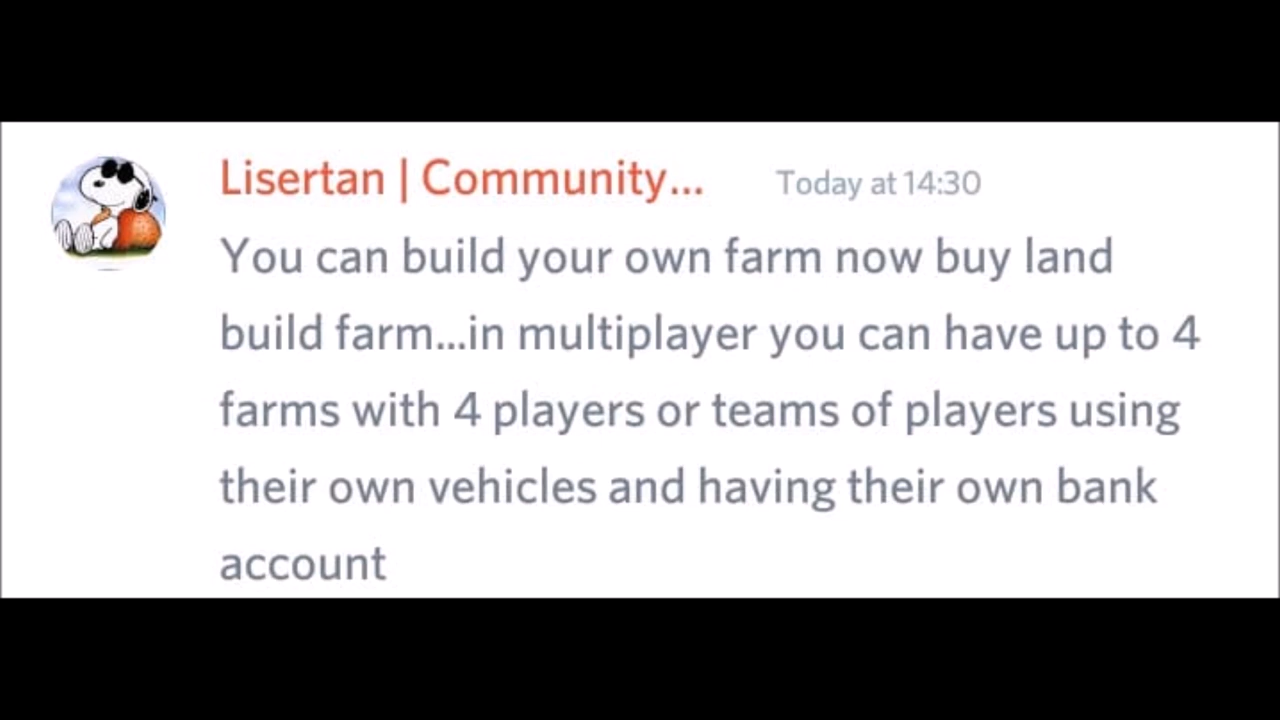 Lisertan | Community...
Today at 14:30
You can build your own farm now buy land
build farm...in multiplayer you can have up to 4
farms with 4 players or teams of players using
their own vehicles and having their own bank
account